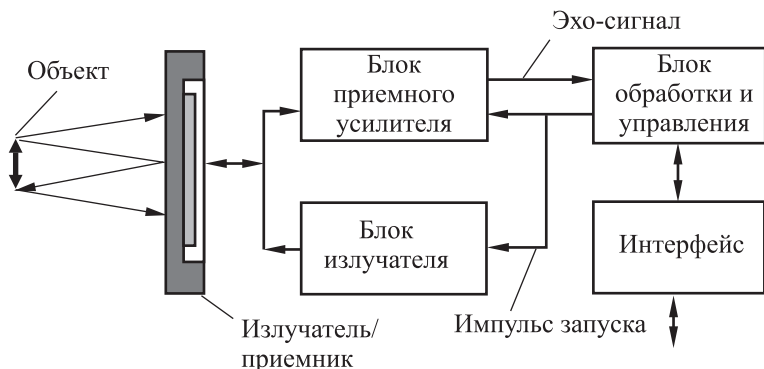 Объект
Эхо-сигнал
Блок
приемного
усилителя
Блок
обработки и
управления
Блок
излучателя
Интерфейс
Излучатель/
приемник
Импульс запуска